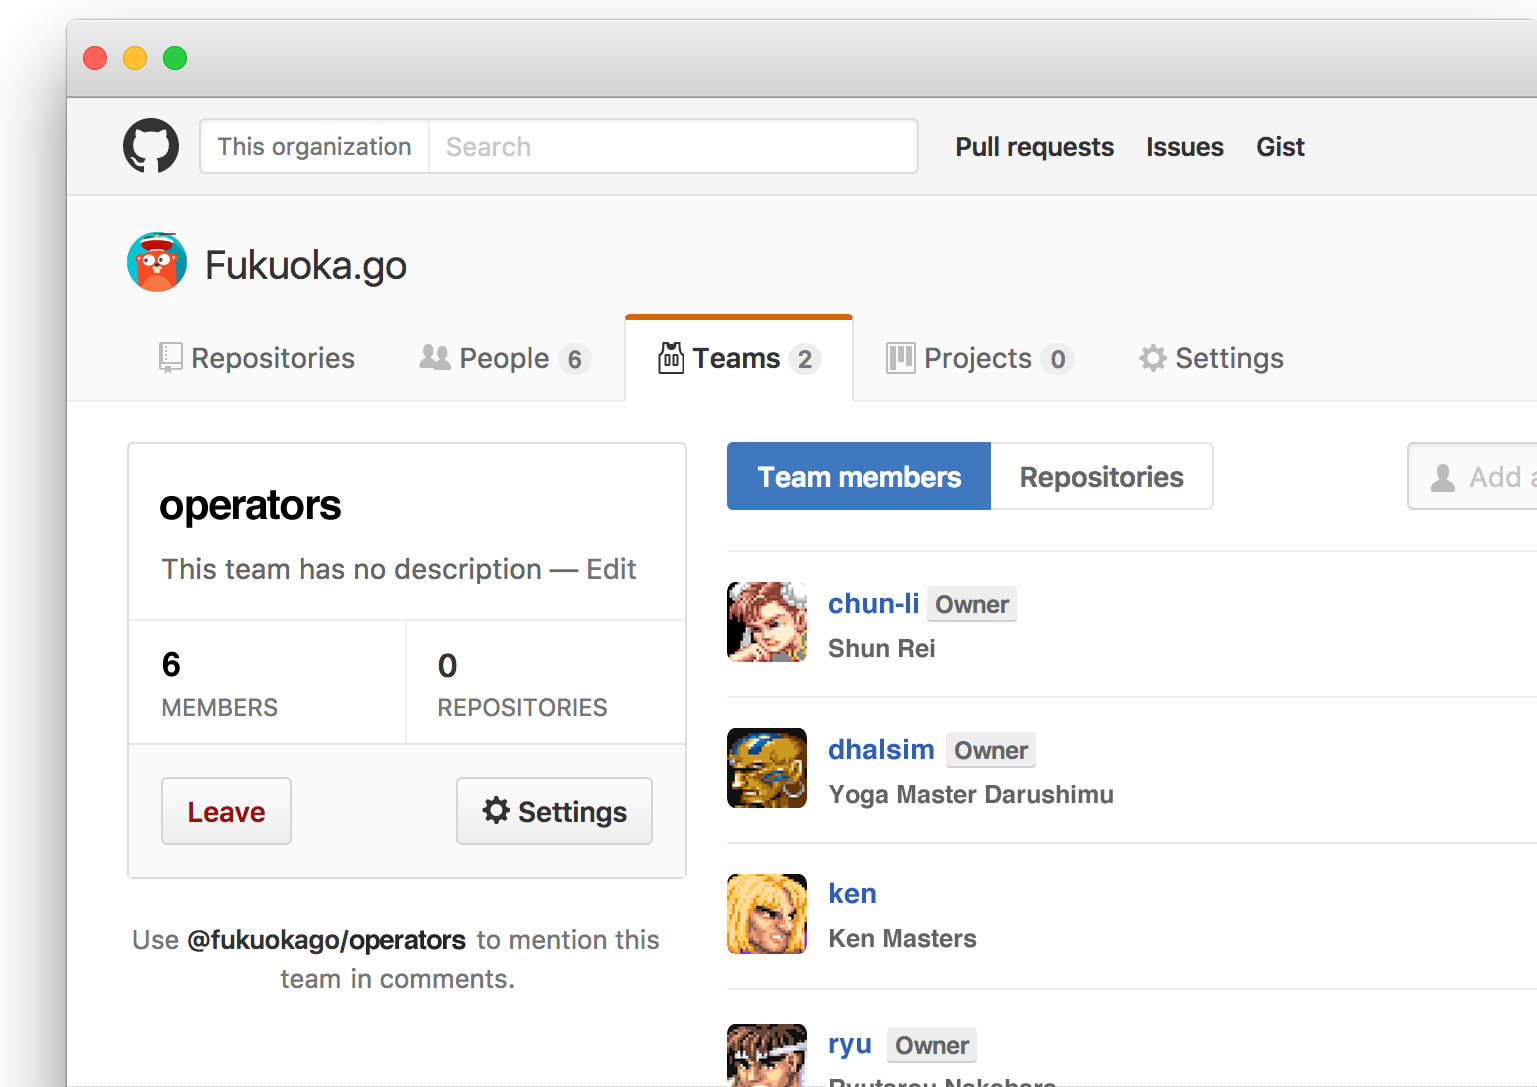 This organization Search Pull requests Issues Gist
Fukuoka.go
Repositories People 6 Teams 2 Projects 0 Settings
operators
This team has no description — Edit
6
MEMBERS
0
REPOSITORIES
Leave Settings
Use @fukuokago/operators to mention this
team in comments.
Team members Repositories Add
chun-li Owner
Shun Rei
dhalsim Owner
Yoga Master Darushimu
ken
Ken Masters
ryu Owner